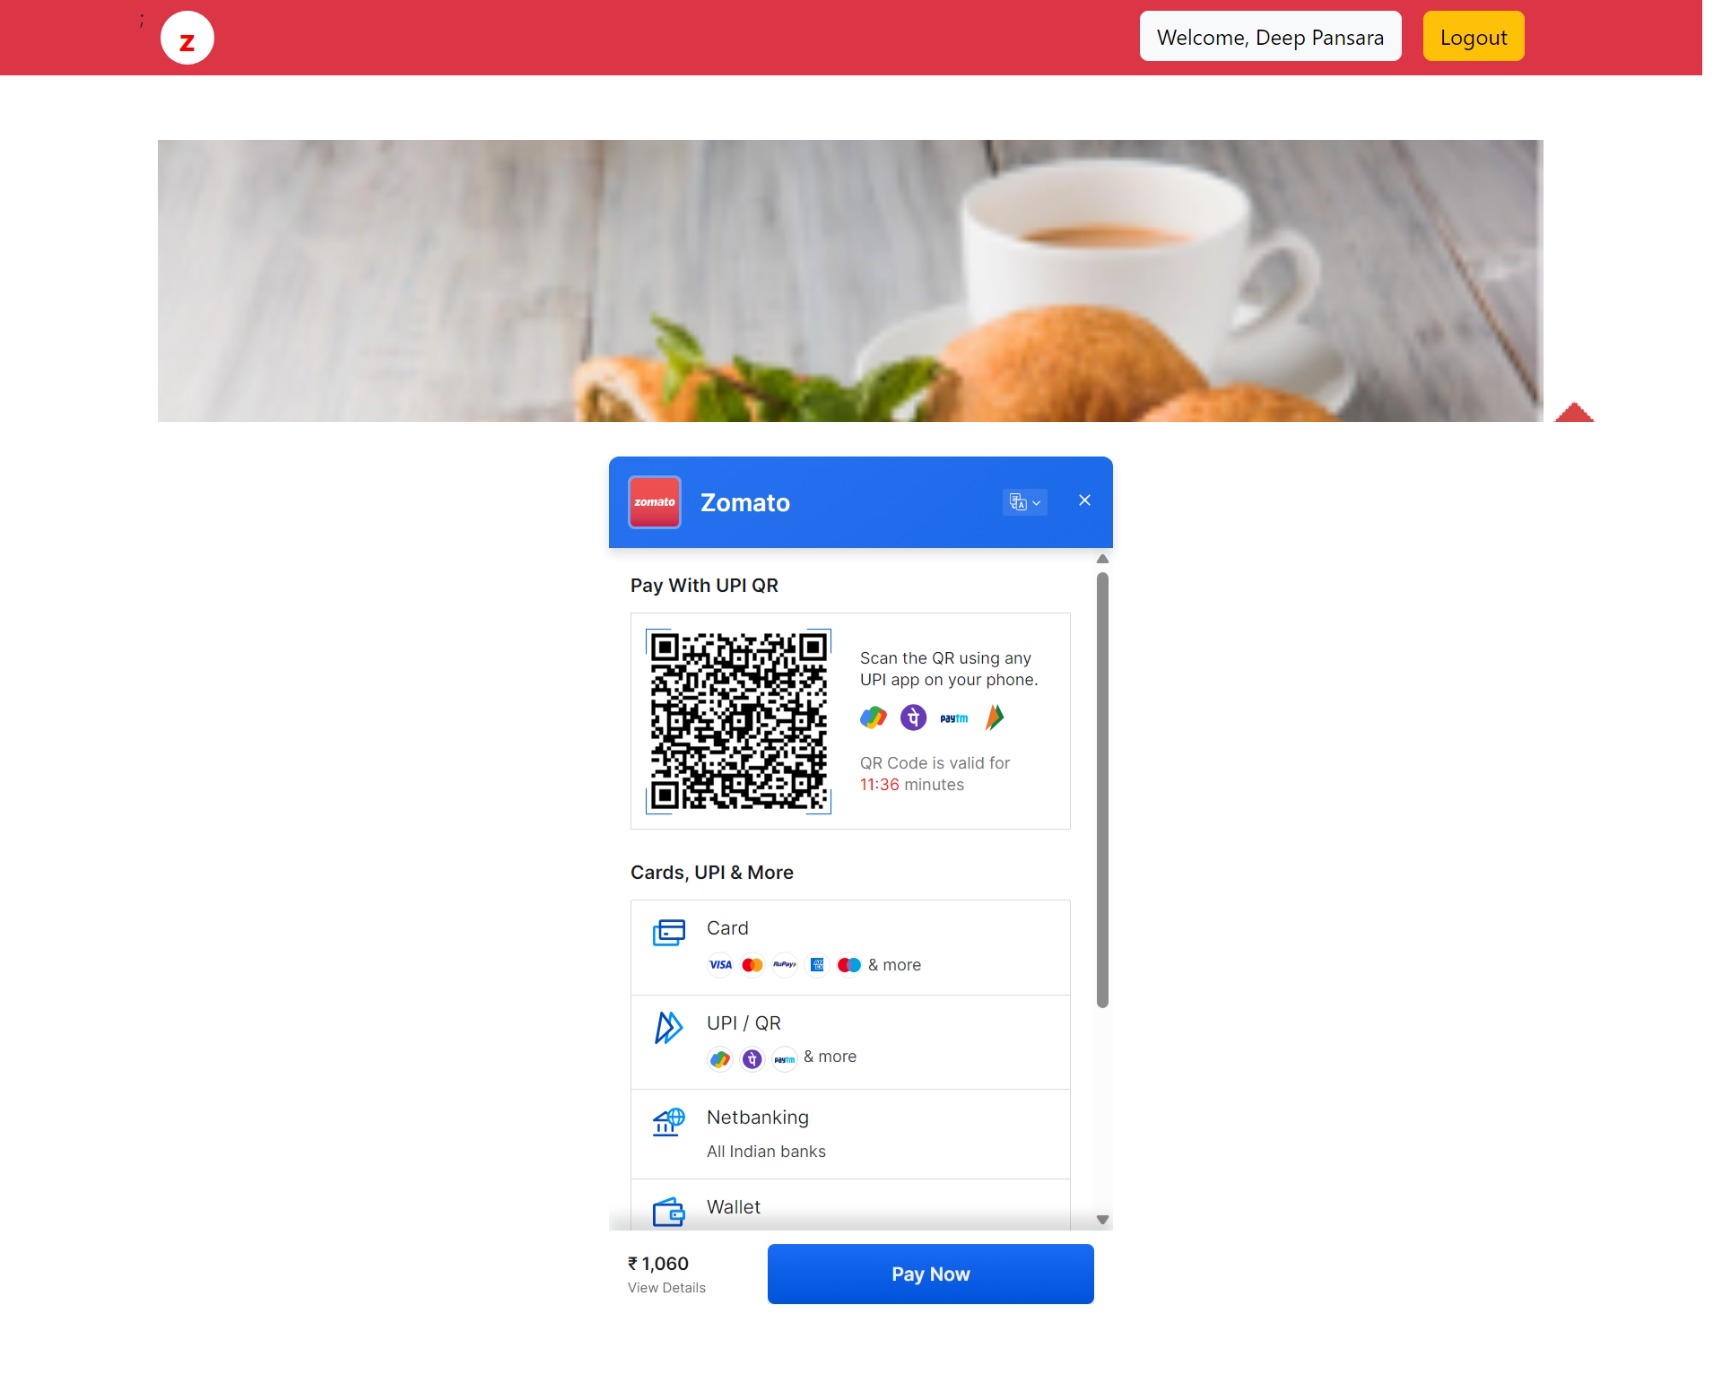 ;
z
Welcome, Deep Pansara
Logout
zomato
Zomato
A
Pay With UPI QR
Scan the QR using any
UPI app on your phone.
पे
paytm
QR Code is valid for
11:36 minutes
Cards, UPI & More
Card
VISA
RuPay
& more
UPI / QR
पे
paytm
& more
Netbanking
All Indian banks
Wallet
₹ 1,060
View Details
Pay Now